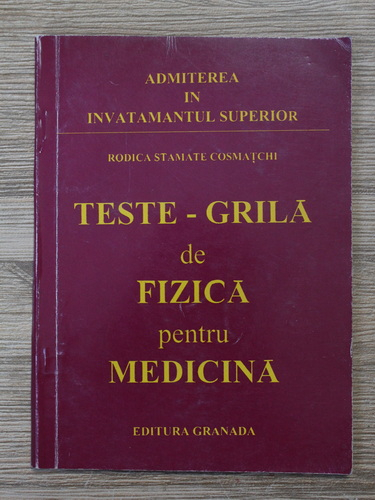 ADMITEREA
IN
INVATAMANTUL SUPERIOR
RODICA STAMATE COSMAȚCHI
TESTE - GRILĂ
de
FIZICĂ
pentru
MEDICINĂ
EDITURA GRANADA